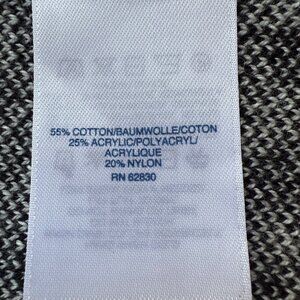 55% COTTON/BAUMWOLLE/COTON
25% ACRYLIC/POLYACRYL/
ACRYLIQUE
20% NYLON
RN 62830